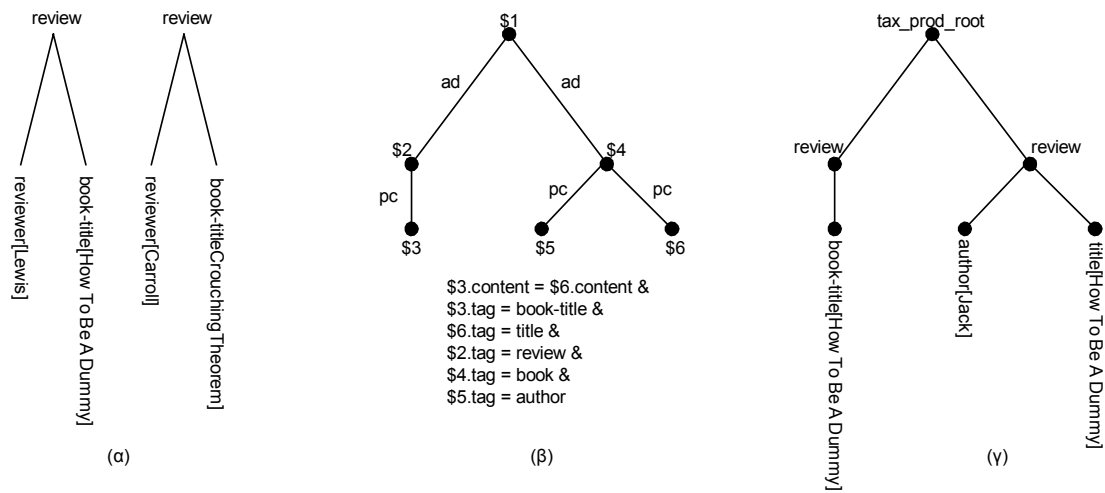 review
review
reviewer[Lewis]
book-title[How To Be A Dummy]
reviewer[Carroll]
book-titleCrouchingTheorem]
(α)
$1
ad
ad
$2
$4
pc
pc
pc
$3
$5
$6
$3.content = $6.content &
$3.tag = book-title &
$6.tag = title &
$2.tag = review &
$4.tag = book &
$5.tag = author
(β)
tax_prod_root
review
review
book-title[How To Be A Dummy]
author[Jack]
title[How To Be A Dummy]
(γ)